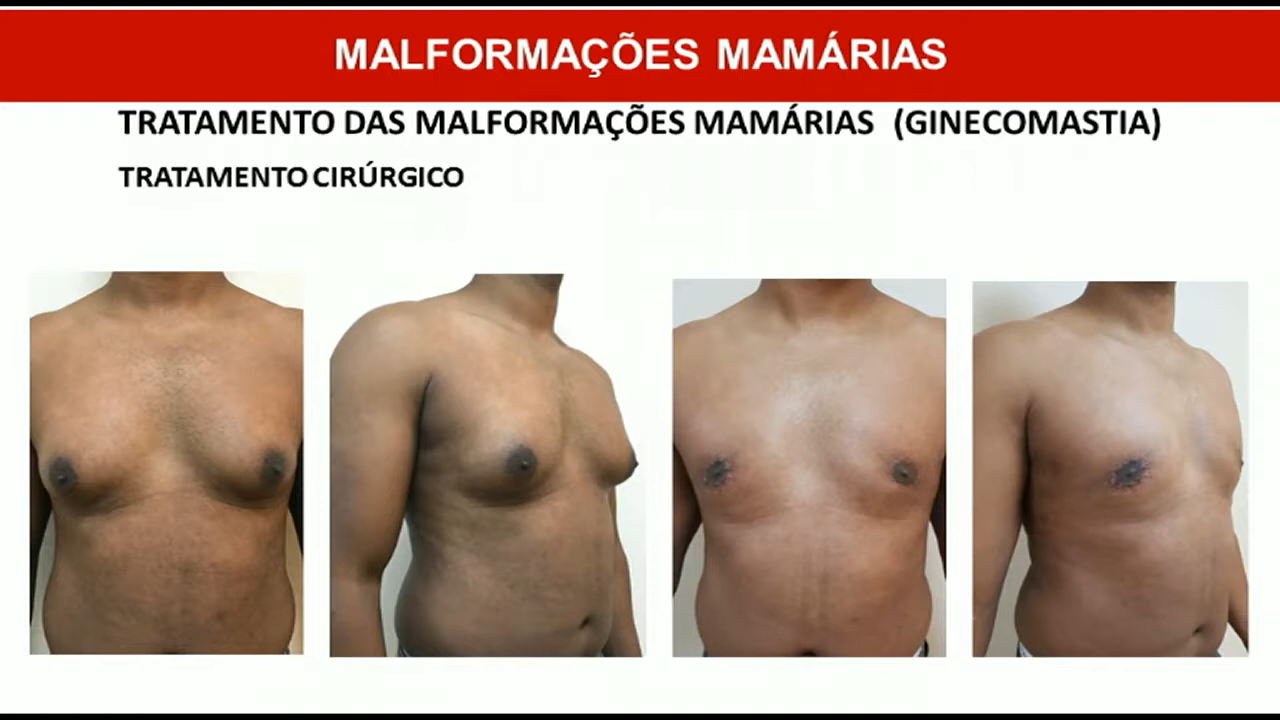 MALFORMAÇÕES MAMÁRIAS
TRATAMENTO DAS MALFORMAÇÕES MAMÁRIAS (GINECOMASTIA)
TRATAMENTO CIRÚRGICO